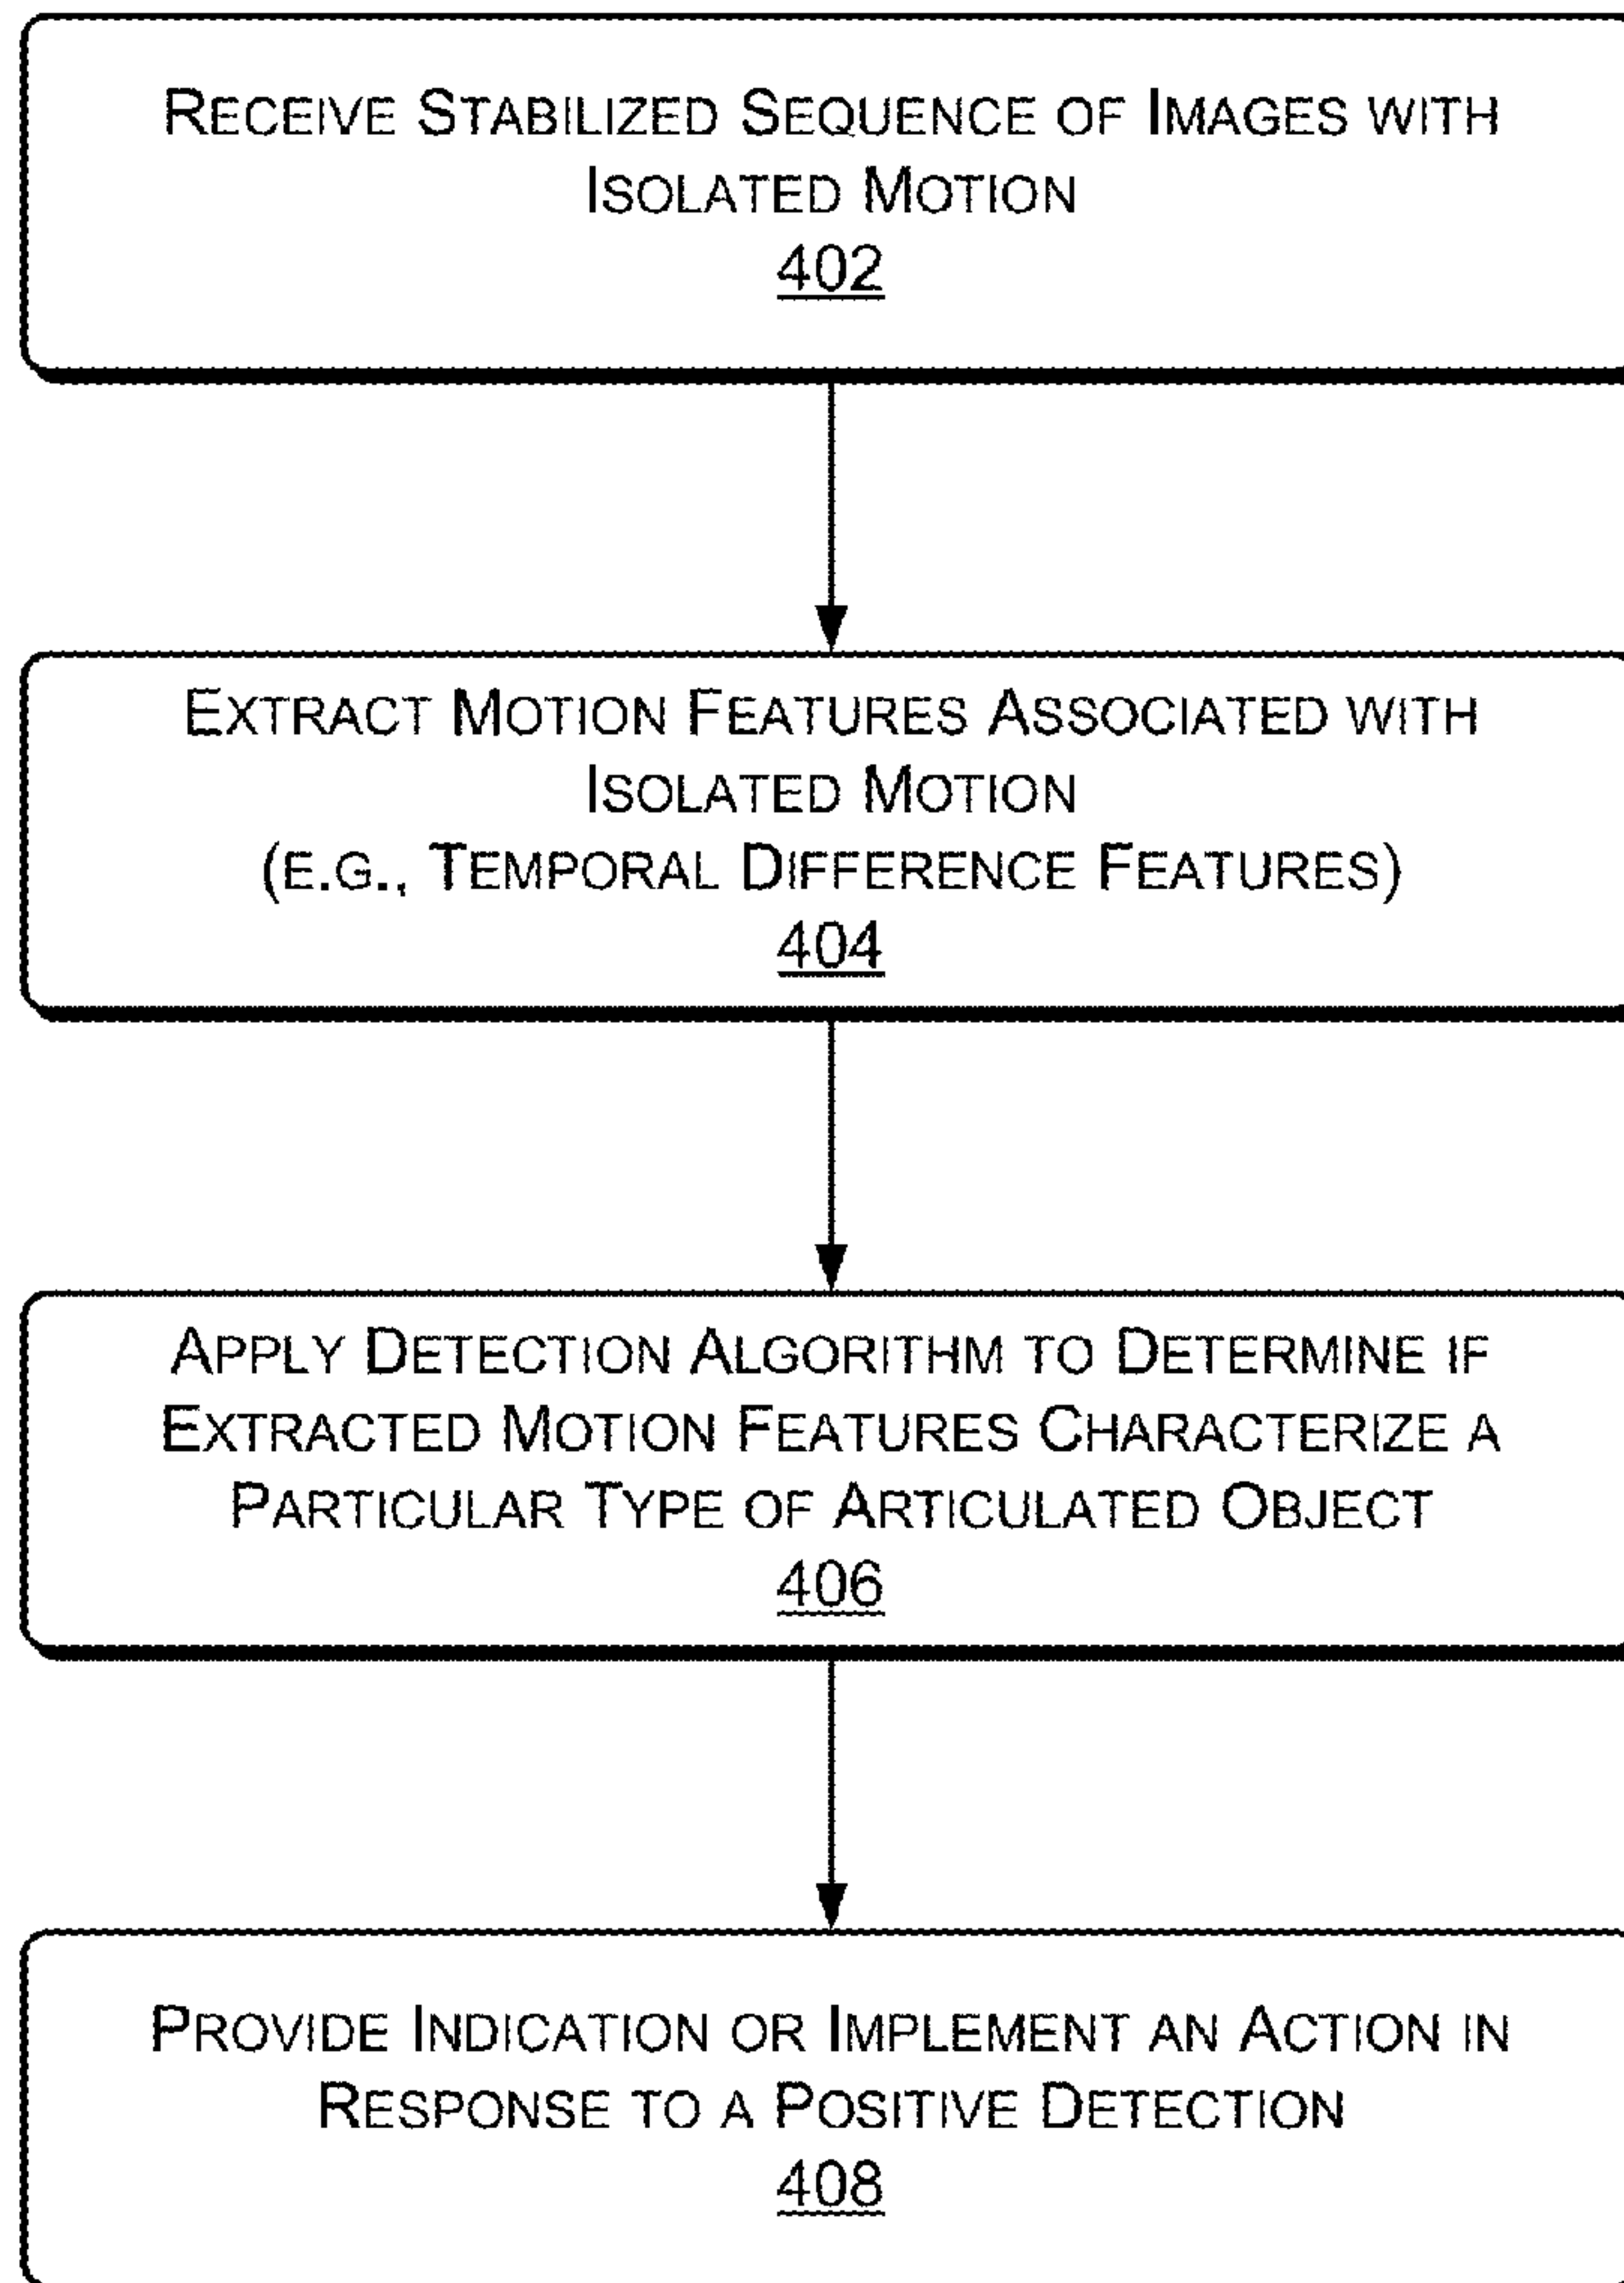 RECEIVE STABILIZED SEQUENCE OF IMAGES WITH
ISOLATED MOTION
402
EXTRACT MOTION FEATURES ASSOCIATED WITH
ISOLATED MOTION
(E.G., TEMPORAL DIFFERENCE FEATURES)
404
APPLY DETECTION ALGORITHM TO DETERMINE IF
EXTRACTED MOTION FEATURES CHARACTERIZE A
PARTICULAR TYPE OF ARTICULATED OBJECT
406
PROVIDE INDICATION OR IMPLEMENT AN ACTION IN
RESPONSE TO A POSITIVE DETECTION
408